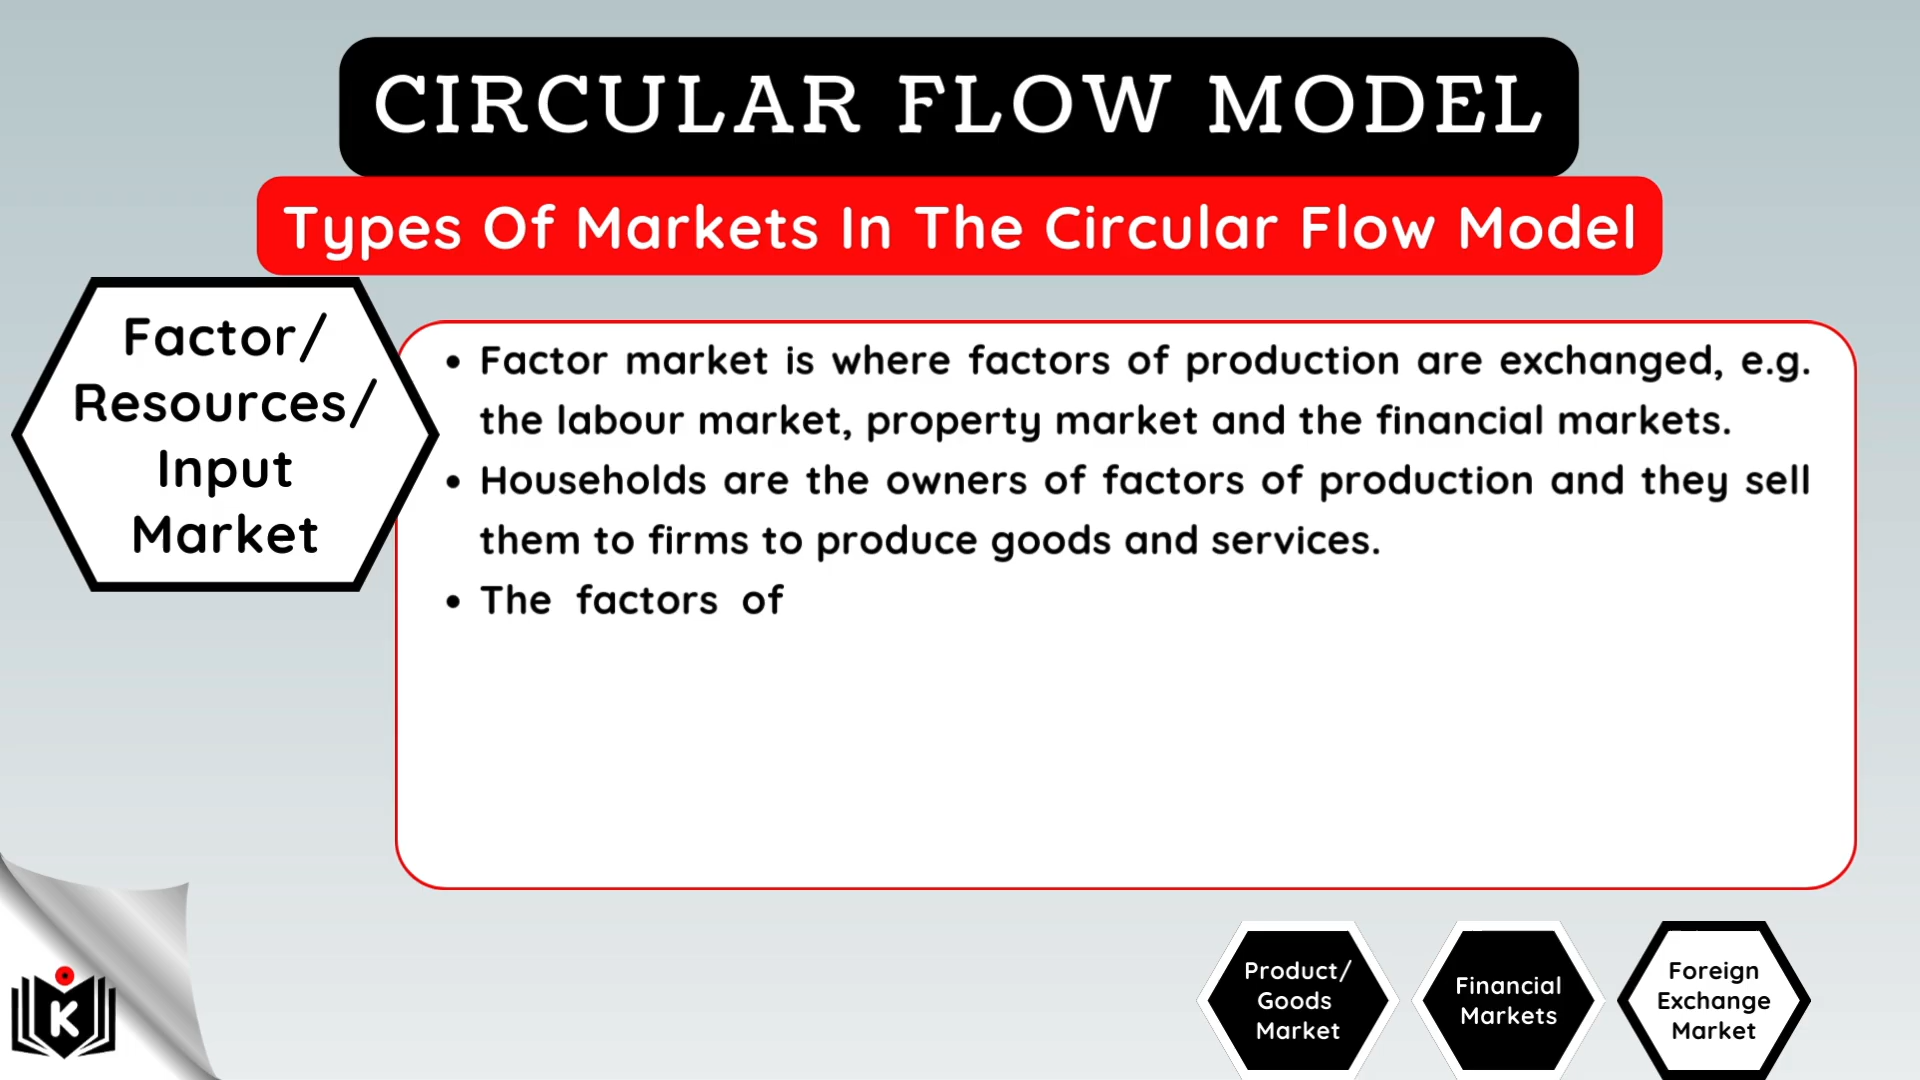 CIRCULAR FLOW MODEL
Types Of Markets In The Circular Flow Model
Factor/
Resources/
Input
Market
• Factor market is where factors of production are exchanged, e.g.
the labour market, property market and the financial markets.
• Households are the owners of factors of production and they sell
them to firms to produce goods and services.
• The factors of
Product/
Goods
Market
Financial
Markets
Foreign
Exchange
Market
K